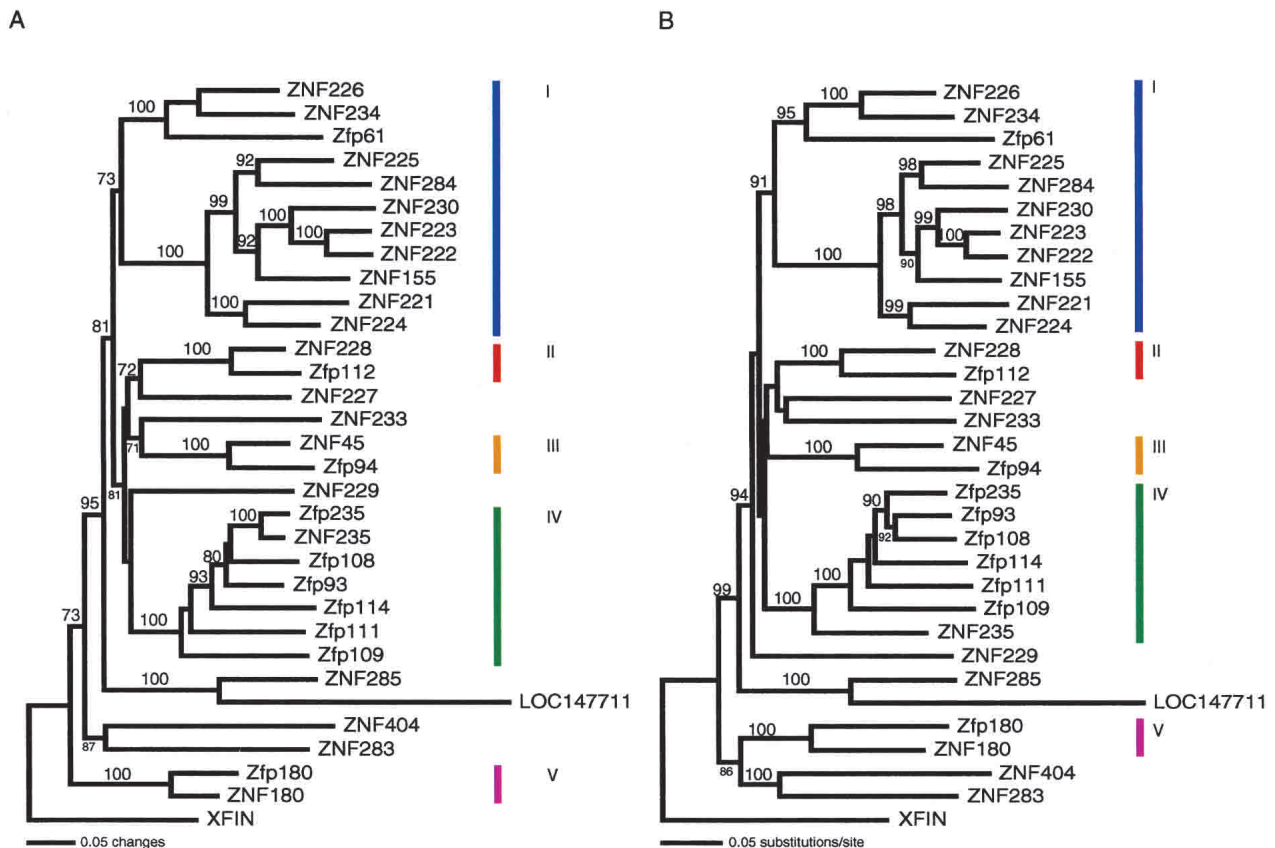 A
100
ZNF226
ZNF234
Zfp61
I
73
92
ZNF225
ZNF284
99
100
ZNF230
100
ZNF223
ZNF222
92
ZNF155
100
100
ZNF221
ZNF224
81
100
ZNF228
Zfp112
II
72
ZNF227
71
ZNF233
100
ZNF45
Zfp94
III
81
ZNF229
95
100
Zfp235
ZNF235
IV
80
Zfp108
93
Zfp93
Zfp114
Zfp111
100
Zfp109
73
100
ZNF285
LOC147711
87
ZNF404
ZNF283
100
Zfp180
ZNF180
V
XFIN
0.05 changes
B
95
100
ZNF226
ZNF234
Zfp61
I
91
98
ZNF225
ZNF284
98
99
ZNF230
100
ZNF223
ZNF222
90
ZNF155
100
99
ZNF221
ZNF224
100
ZNF228
Zfp112
II
ZNF227
ZNF233
100
ZNF45
Zfp94
III
94
90
Zfp235
IV
92
Zfp93
Zfp108
Zfp114
100
Zfp111
Zfp109
100
ZNF235
ZNF229
99
100
ZNF285
LOC147711
86
100
Zfp180
ZNF180
V
100
ZNF404
ZNF283
XFIN
0.05 substitutions/site